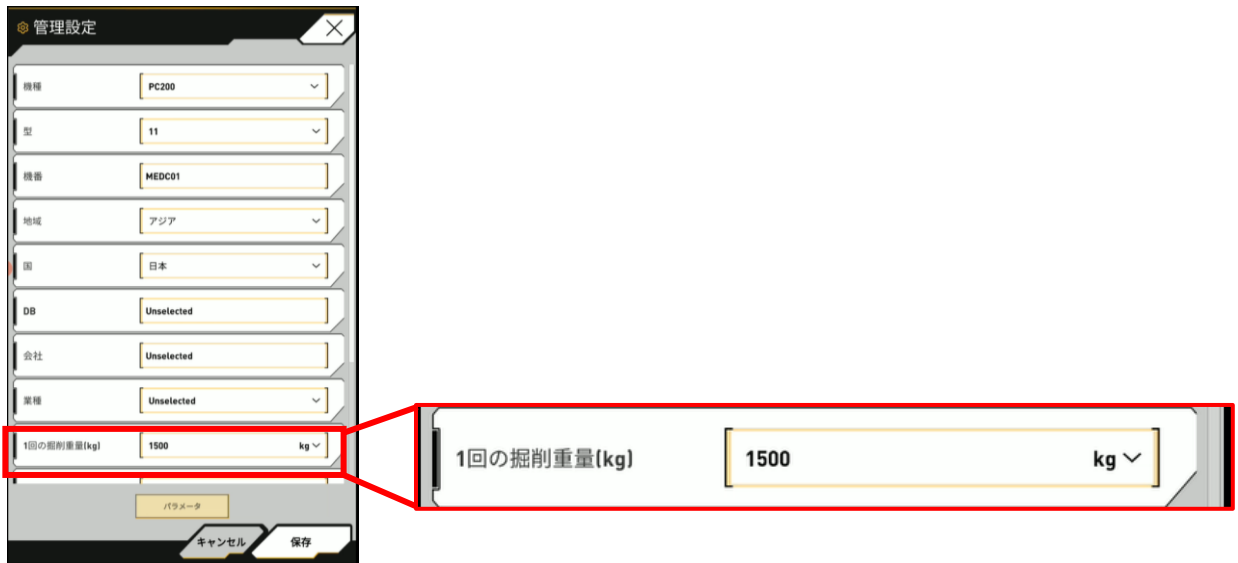 管理設定
機種 PC200
型 11
機番 MEDC01
地域 アジア
国 日本
DB Unselected
会社 Unselected
業種 Unselected
1回の掘削重量(kg) 1500 kg
パラメータ
キャンセル 保存
1回の掘削重量(kg) 1500 kg